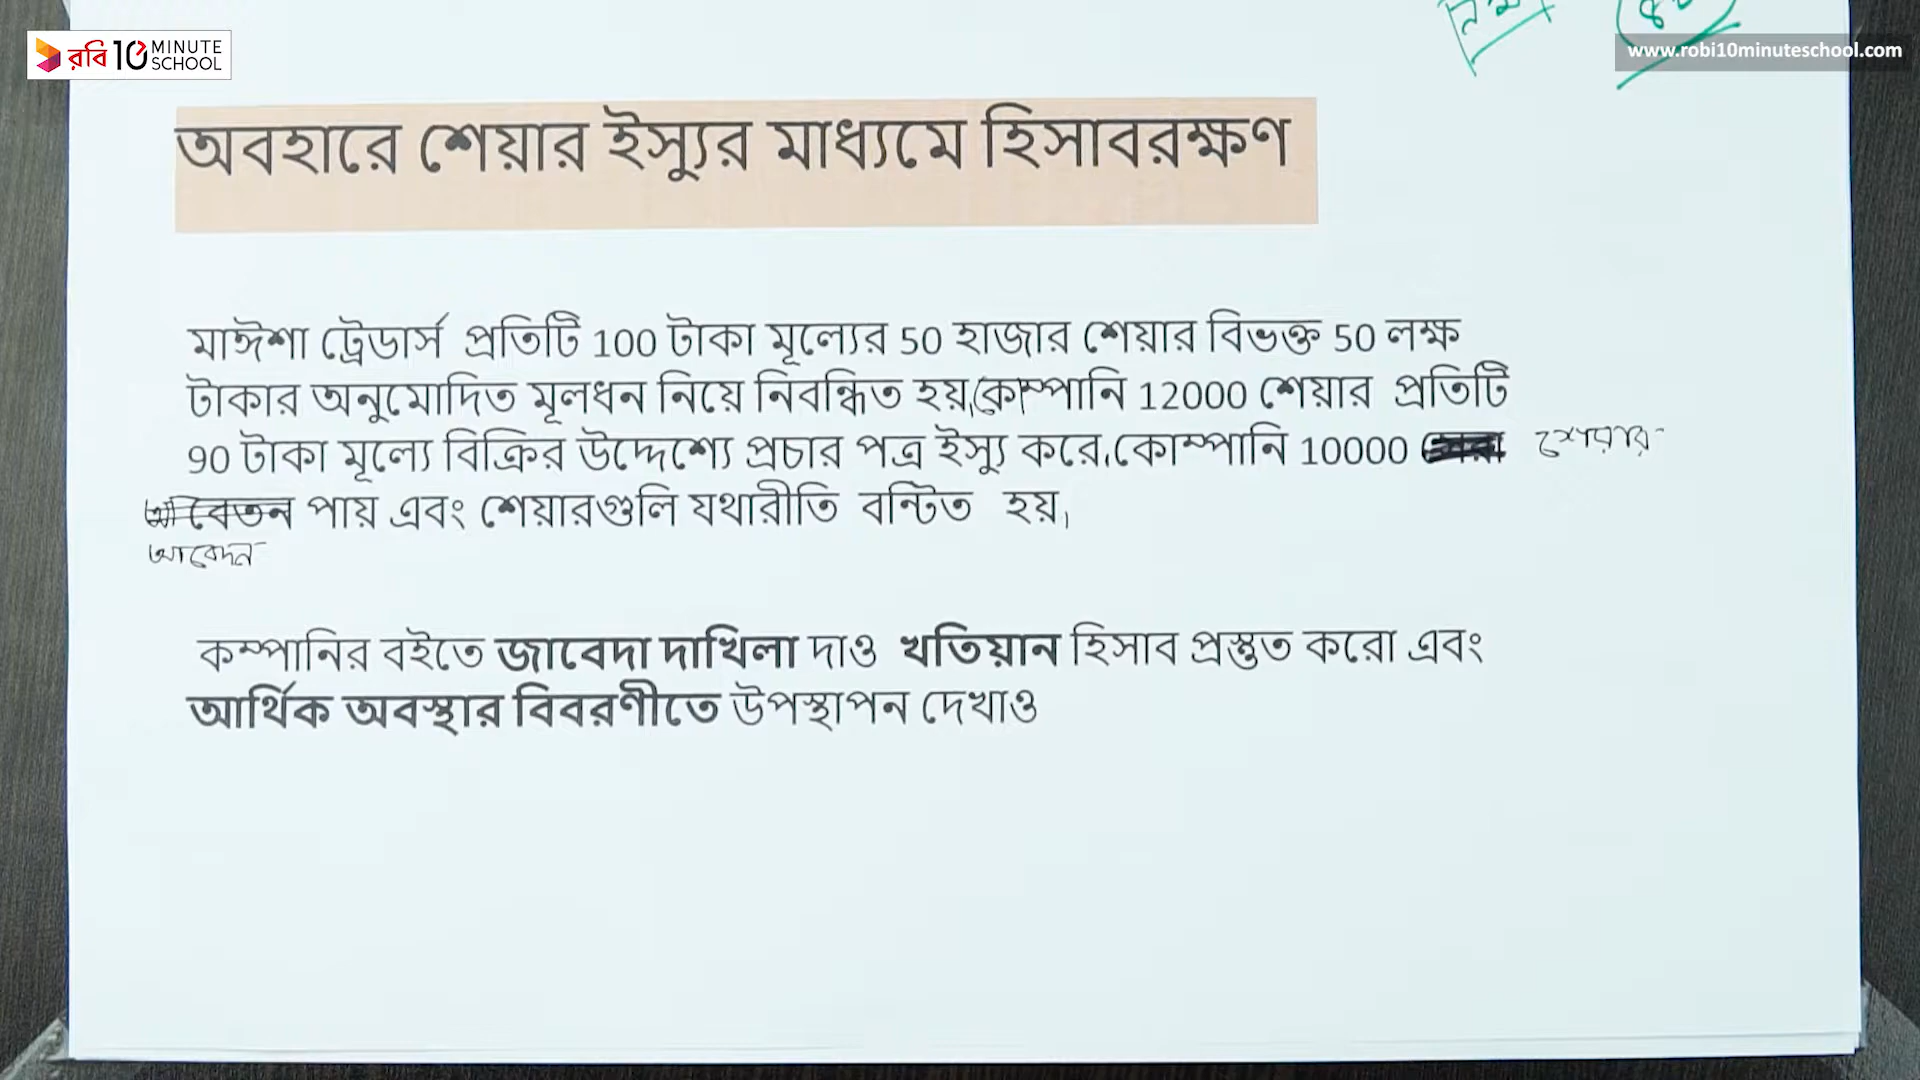 রবি 10 MINUTE SCHOOL
www.robi10minuteschool.com
অবহারে শেয়ার ইস্যুর মাধ্যমে হিসাবরক্ষণ
মাঈশা ট্রেডার্স প্রতিটি 100 টাকা মূল্যের 50 হাজার শেয়ার বিভক্ত 50 লক্ষ
টাকার অনুমোদিত মূলধন নিয়ে নিবন্ধিত হয়,কোম্পানি 12000 শেয়ার প্রতিটি
90 টাকা মূল্যে বিক্রির উদ্দেশ্যে প্রচার পত্র ইস্যু করে,কোম্পানি 10000 শেয়ার
আবেতন পায় এবং শেয়ারগুলি যথারীতি বন্টিত হয়,
আবেদন
কম্পানির বইতে জাবেদা দাখিলা দাও খতিয়ান হিসাব প্রস্তুত করো এবং
আর্থিক অবস্থার বিবরণীতে উপস্থাপন দেখাও